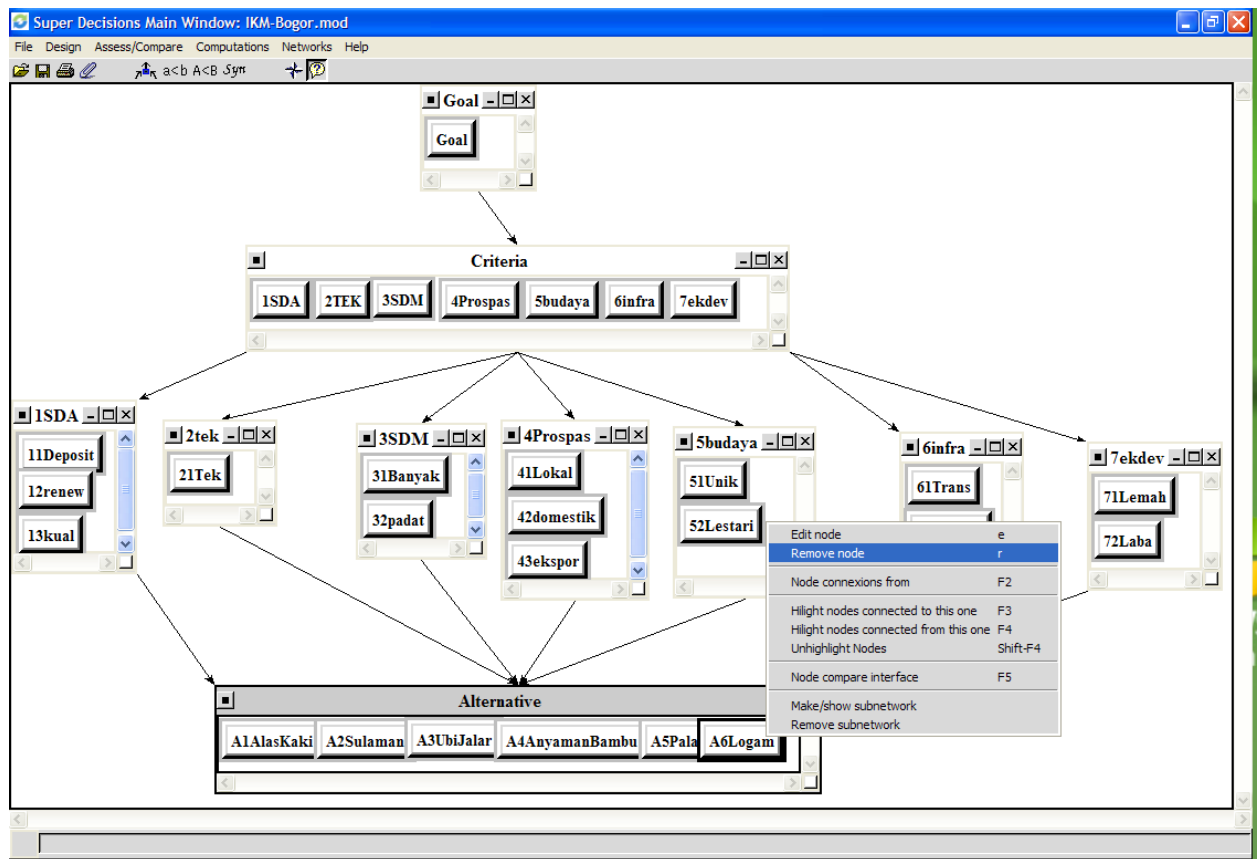 Super Decisions Main Window: IKM-Bogor.mod
File Design Assess/Compare Computations Networks Help
a<b A<B Syn
Goal
Goal
Criteria
1SDA 2TEK 3SDM 4Prospas 5budaya 6infra 7ekdev
1SDA
11Deposit
12renew
13kual
2tek
21Tek
3SDM
31Banyak
32padat
4Prospas
41Lokal
42domestik
43ekspor
5budaya
51Unik
52Lestari
6infra
61Trans
7ekdev
71Lemah
72Laba
Edit node e
Remove node r
Node connexions from F2
Hilight nodes connected to this one F3
Hilight nodes connected from this one F4
Unhighlight Nodes Shift-F4
Node compare interface F5
Make/show subnetwork
Remove subnetwork
Alternative
A1AlasKaki A2Sulaman A3UbiJalar A4AnyamanBambu A5Pala A6Logam